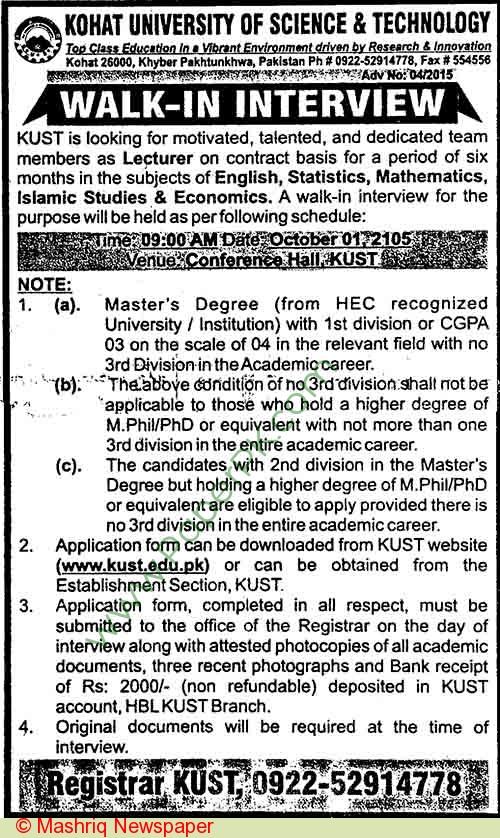 KOHAT UNIVERSITY OF SCIENCE & TECHNOLOGY
Top Class Education in a Vibrant Environment driven by Research & Innovation
Kohat 26000, Khyber Pakhtunkhwa, Pakistan Ph # 0922-52914778, Fax # 554556
Adv No: 04/2015
WALK-IN INTERVIEW
KUST is looking for motivated, talented, and dedicated team
members as Lecturer on contract basis for a period of six
months in the subjects of English, Statistics, Mathematics,
Islamic Studies & Economics. A walk-in interview for the
purpose will be held as per following schedule:
Time: 09:00 AM Date: October 01, 2105
Venue: Conference Hall, KUST
NOTE:
1. (a). Master's Degree (from HEC recognized
University / Institution) with 1st division or CGPA
03 on the scale of 04 in the relevant field with no
3rd Division in the Academic career.
(b). The above condition of no 3rd division shall not be
applicable to those who hold a higher degree of
M.Phil/PhD or equivalent with not more than one
3rd division in the entire academic career.
(c). The candidates with 2nd division in the Master's
Degree but holding a higher degree of M.Phil/PhD
or equivalent are eligible to apply provided there is
no 3rd division in the entire academic career.
2. Application form can be downloaded from KUST website
(www.kust.edu.pk) or can be obtained from the
Establishment Section, KUST.
3. Application form, completed in all respect, must be
submitted to the office of the Registrar on the day of
interview along with attested photocopies of all academic
documents, three recent photographs and Bank receipt
of Rs: 2000/- (non refundable) deposited in KUST
account, HBL KUST Branch.
4. Original documents will be required at the time of
interview.
Registrar KUST, 0922-52914778
www.PaperPk.com
© Mashriq Newspaper